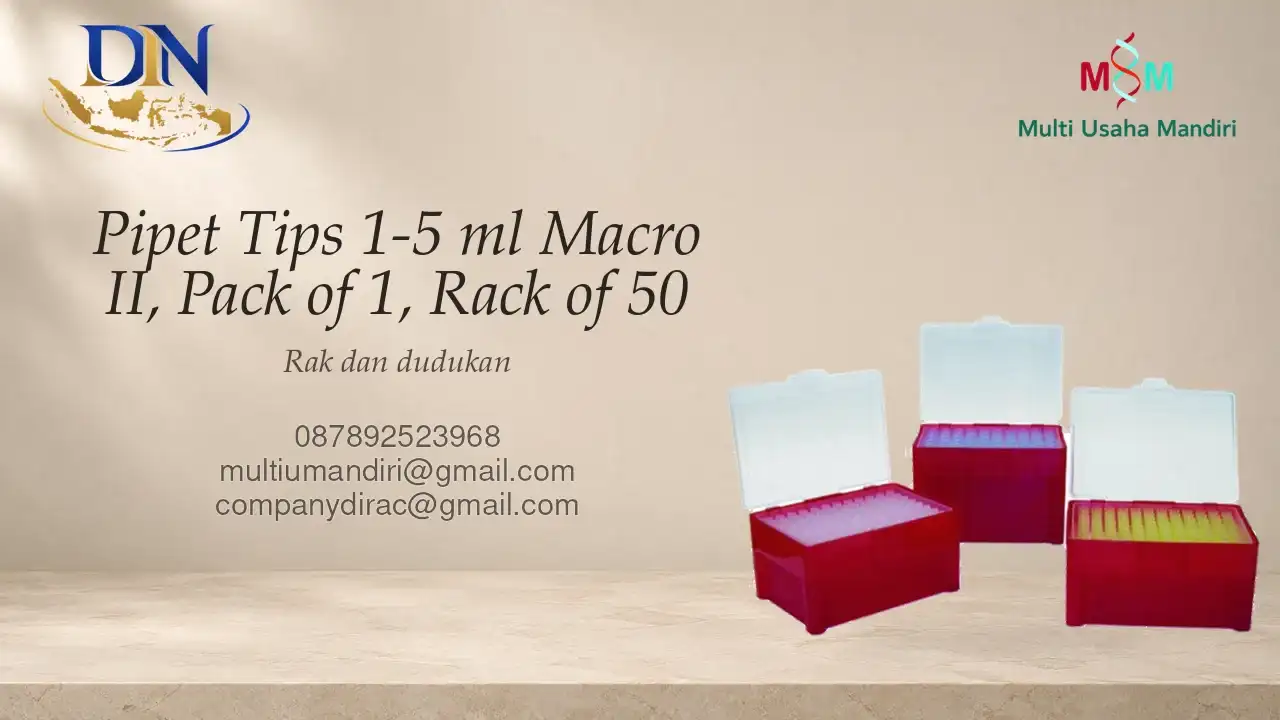 DN
MSM
Multi Usaha Mandiri
Pipet Tips 1-5 ml Macro
II, Pack of 1, Rack of 50
Rak dan dudukan
087892523968
multiumandiri@gmail.com
companydirac@gmail.com